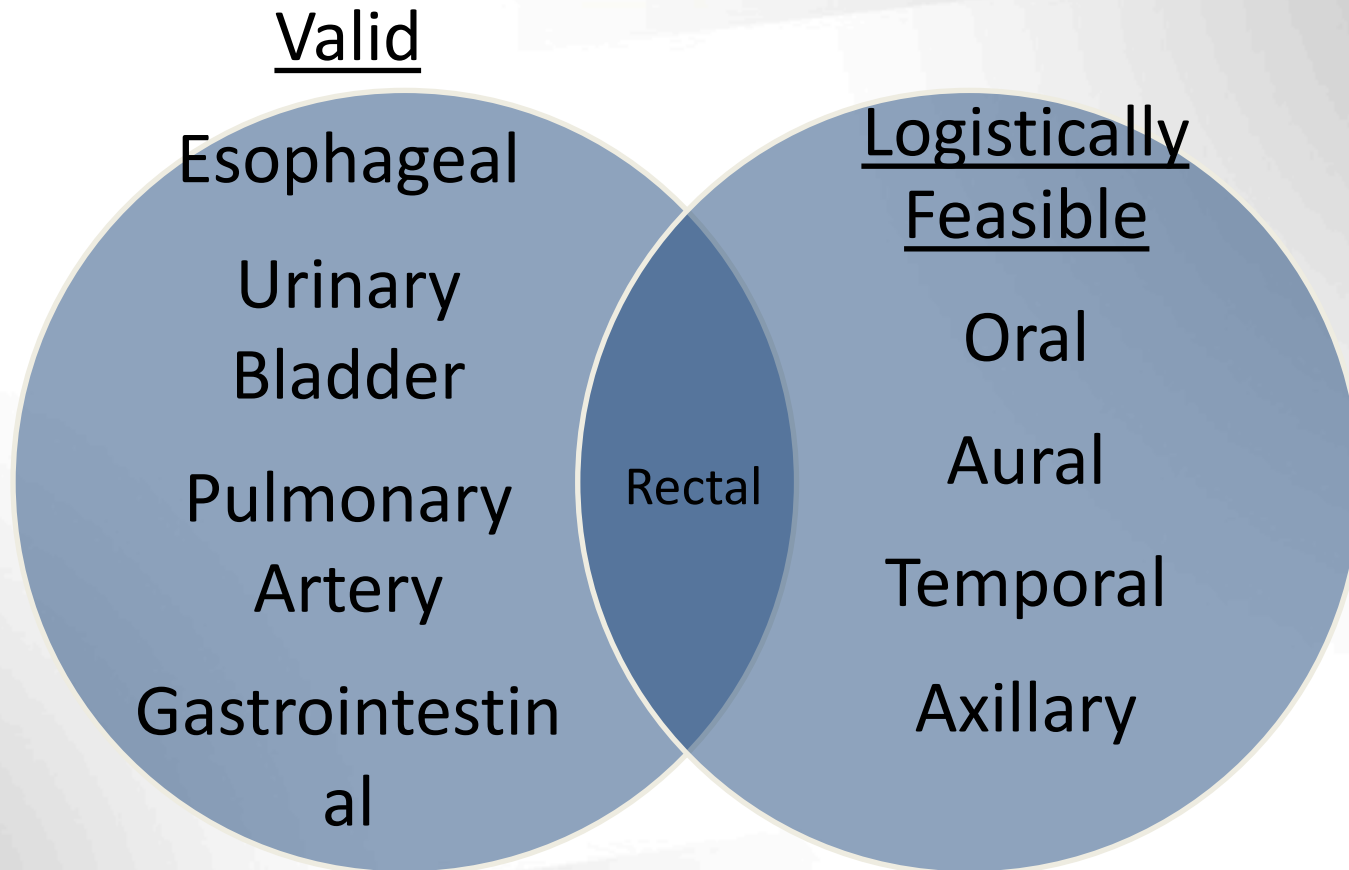 Valid
Esophageal
Urinary
Bladder
Pulmonary
Artery
Gastrointestin
al
Rectal
Logistically
Feasible
Oral
Aural
Temporal
Axillary